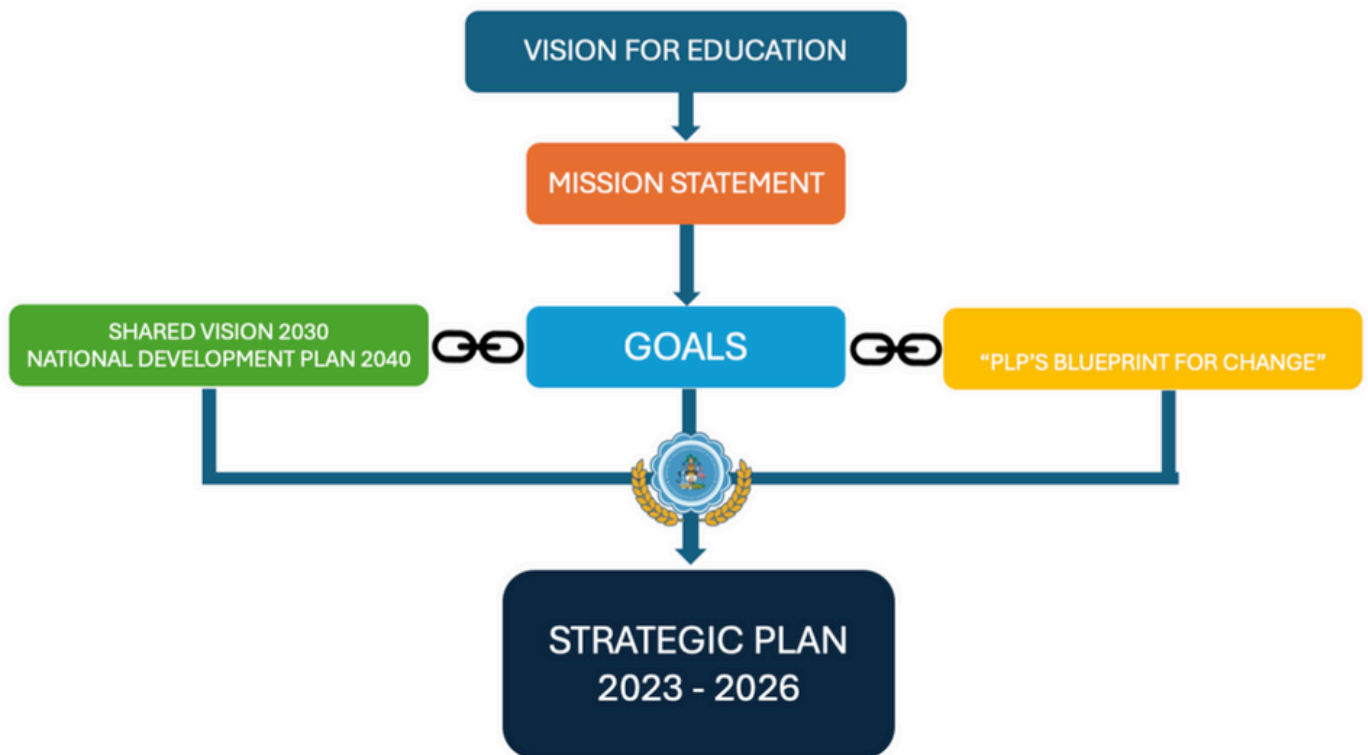 VISION FOR EDUCATION
MISSION STATEMENT
SHARED VISION 2030
NATIONAL DEVELOPMENT PLAN 2040
GOALS
“PLP’S BLUEPRINT FOR CHANGE”
STRATEGIC PLAN
2023 - 2026